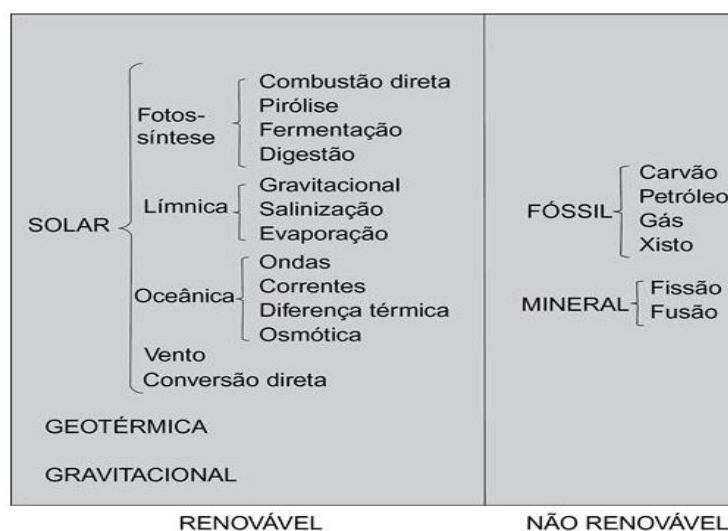 SOLAR
Fotos-
síntese
Combustão direta
Pirólise
Fermentação
Digestão
Límnica
Gravitacional
Salinização
Evaporação
Oceânica
Ondas
Correntes
Diferença térmica
Osmótica
Vento
Conversão direta
GEOTÉRMICA
GRAVITACIONAL
RENOVÁVEL
FÓSSIL
Carvão
Petróleo
Gás
Xisto
MINERAL
Fissão
Fusão
NÃO RENOVÁVEL